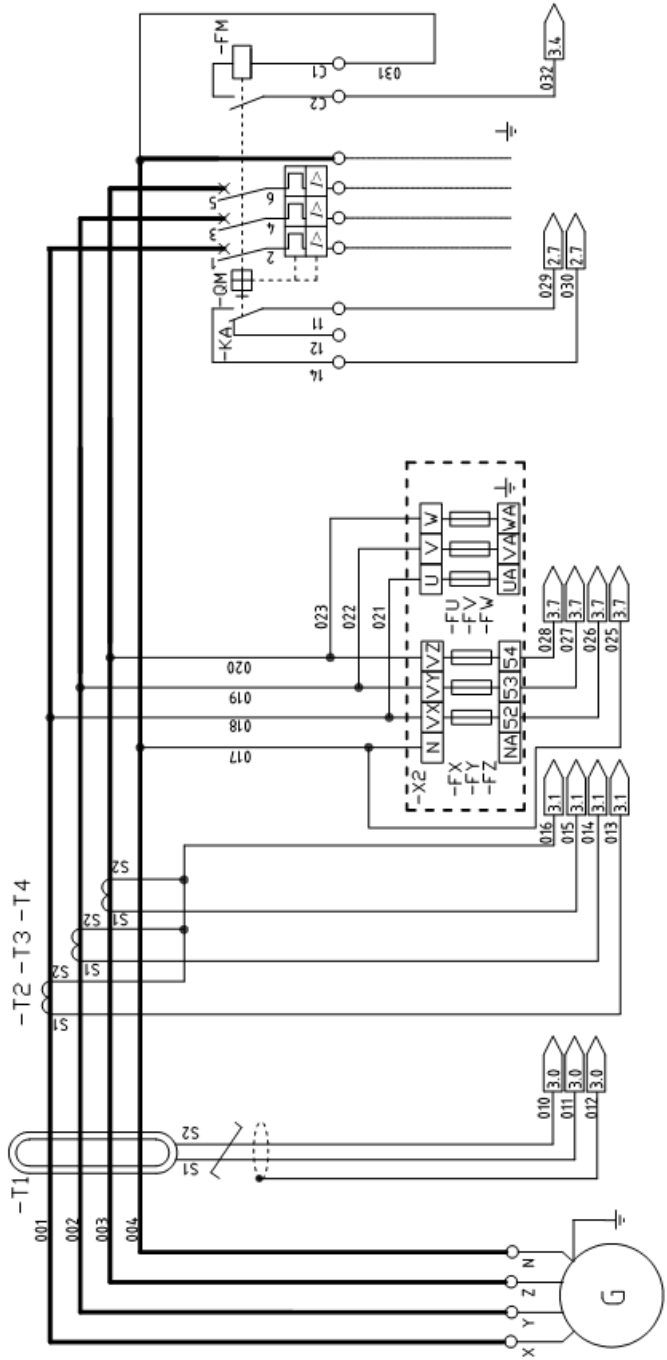 -FM
C1
C2
031
032
3.4
5
3
1
6
4
2
I>
I>
I>
-QM
-KA
11
12
14
029
2.7
030
2.7
023
022
021
020
019
018
017
-X2
U
V
W
-FU
-FV
-FW
UA
VA
WA
N
VX
VY
VZ
-FX
-FY
-FZ
NA
52
53
54
028
3.7
027
3.7
026
3.7
025
3.7
-T2 -T3 -T4
S1
S2
S1
S2
S1
S2
016
3.1
015
3.1
014
3.1
013
3.1
-T1
S1
S2
010
3.0
011
3.0
012
3.0
001
002
003
004
X
Y
Z
N
G